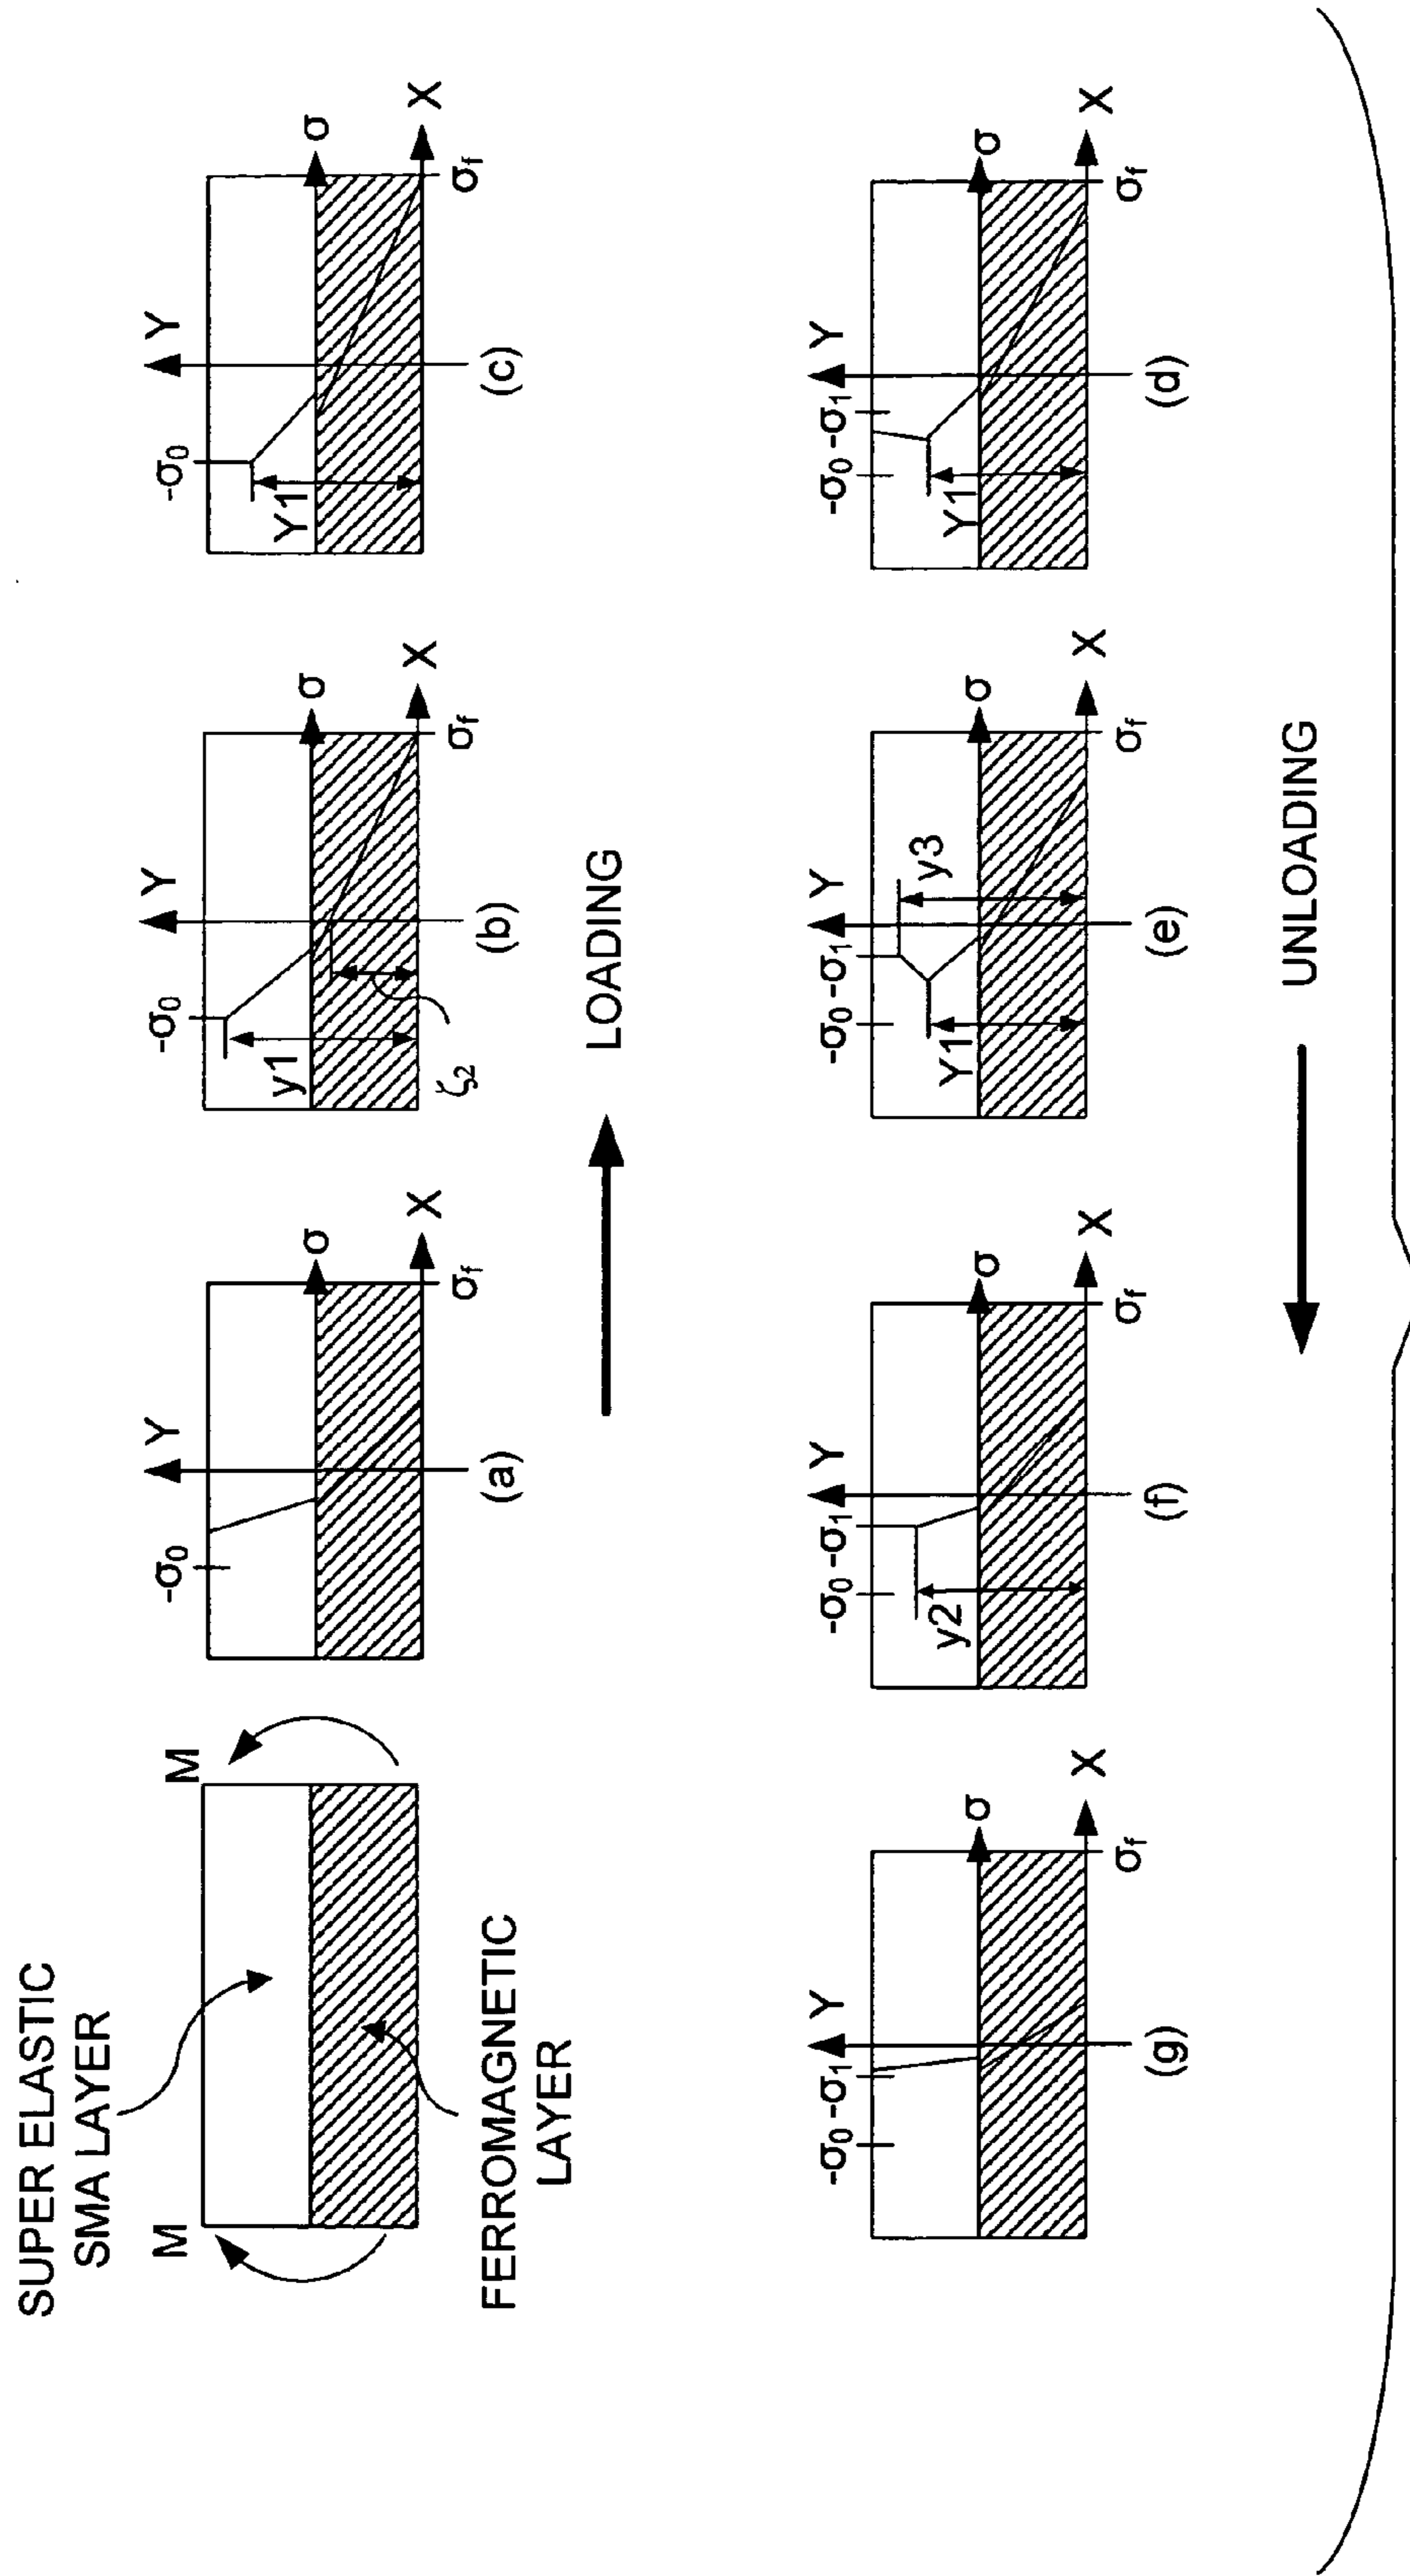 SUPER ELASTIC
SMA LAYER
M
M
FERROMAGNETIC
LAYER
-σ₀
Y
σ
X
σf
(a)
-σ₀
Y
σ
X
y1
ζ₂
σf
(b)
-σ₀
Y
σ
X
Y1
σf
(c)
LOADING
-σ₀ -σ₁
Y
σ
X
σf
(g)
-σ₀ -σ₁
Y
σ
X
y2
σf
(f)
-σ₀ -σ₁
Y
y3
σ
X
Y1
σf
(e)
-σ₀ -σ₁
Y
σ
X
Y1
σf
(d)
UNLOADING